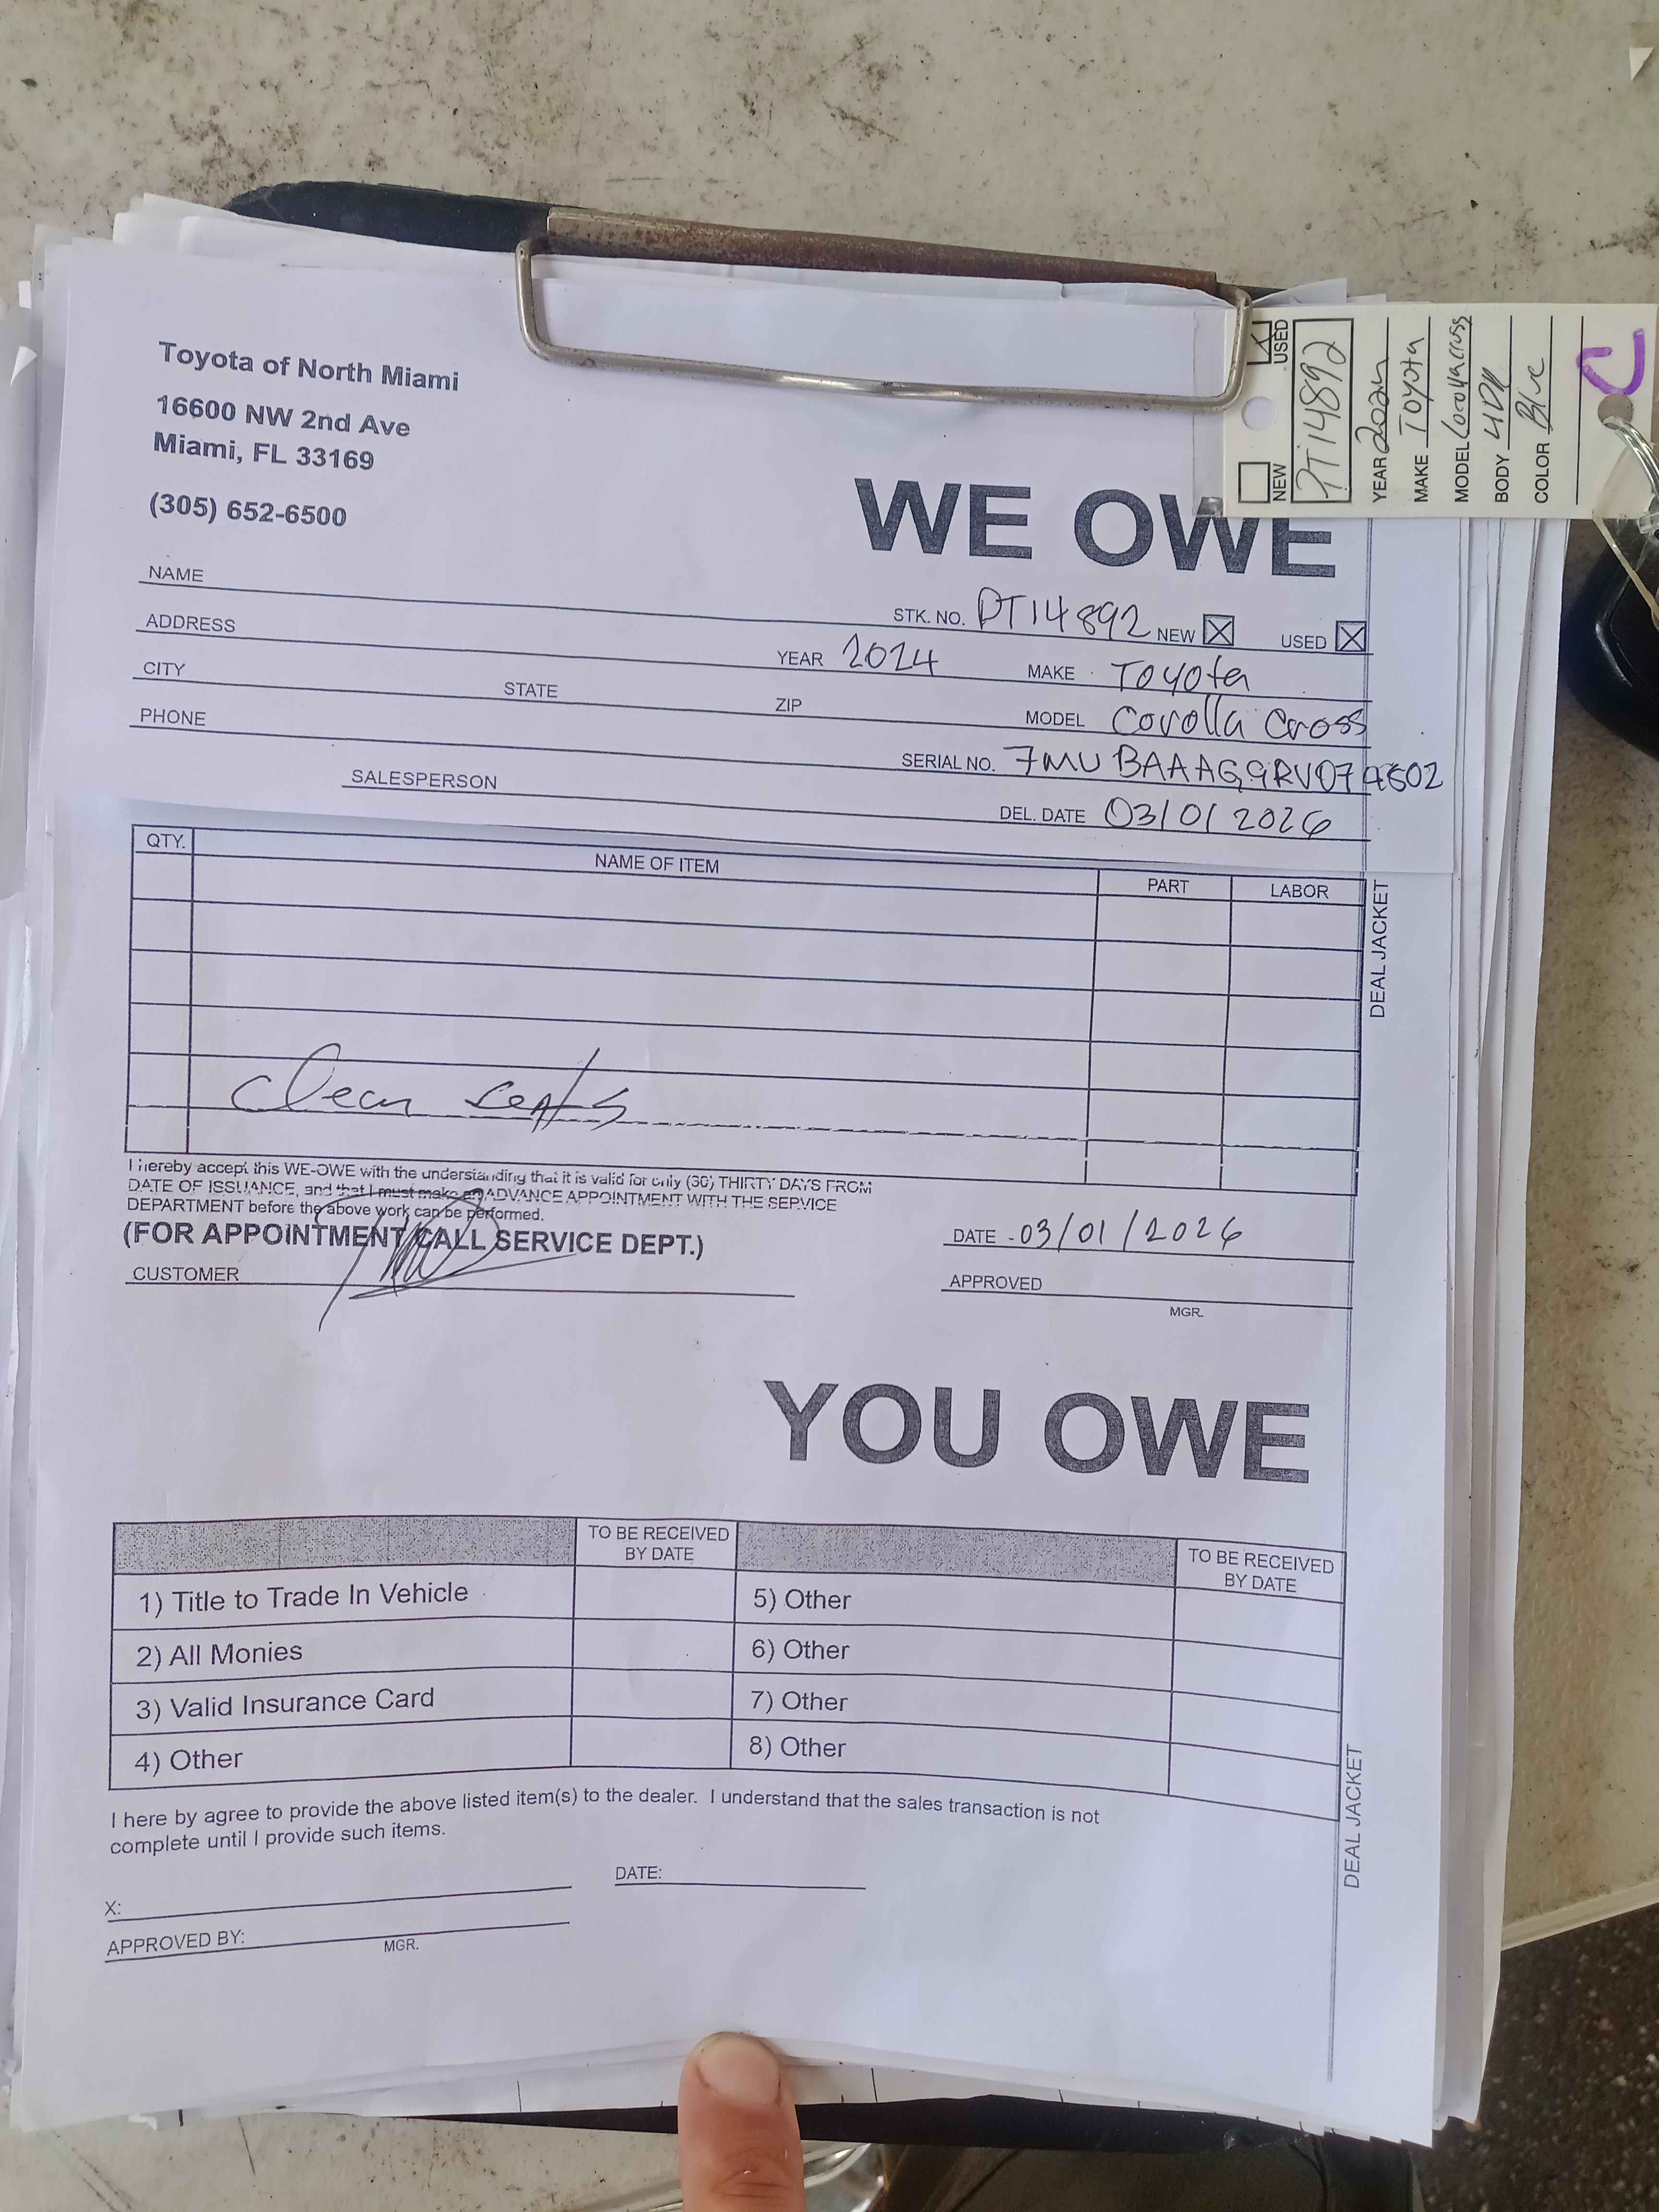 Toyota of North Miami
16600 NW 2nd Ave
Miami, FL 33169
(305) 652-6500
NEW USED
PT14892
YEAR
MAKE Toyota
MODEL Corolla cross
BODY 4DR
COLOR Blue
WE OWE
NAME
STK. NO. PT14892 NEW USED
ADDRESS
YEAR 2024 MAKE Toyota
CITY STATE ZIP
MODEL Corolla Cross
PHONE
SERIAL NO. 7MUBAAAG9RV074602
SALESPERSON
DEL. DATE 03/01/2026
QTY. NAME OF ITEM PART LABOR
DEAL JACKET
Clean seats
I hereby accept this WE-OWE with the understanding that it is valid for only (30) THIRTY DAYS FROM
DATE OF ISSUANCE, and that I must make an ADVANCE APPOINTMENT WITH THE SERVICE
DEPARTMENT before the above work can be performed.
(FOR APPOINTMENT CALL SERVICE DEPT.)
DATE - 03/01/2026
CUSTOMER
APPROVED
MGR.
YOU OWE
TO BE RECEIVED BY DATE
TO BE RECEIVED BY DATE
1) Title to Trade In Vehicle
5) Other
2) All Monies
6) Other
3) Valid Insurance Card
7) Other
4) Other
8) Other
DEAL JACKET
I here by agree to provide the above listed item(s) to the dealer. I understand that the sales transaction is not
complete until I provide such items.
X:
DATE:
APPROVED BY:
MGR.